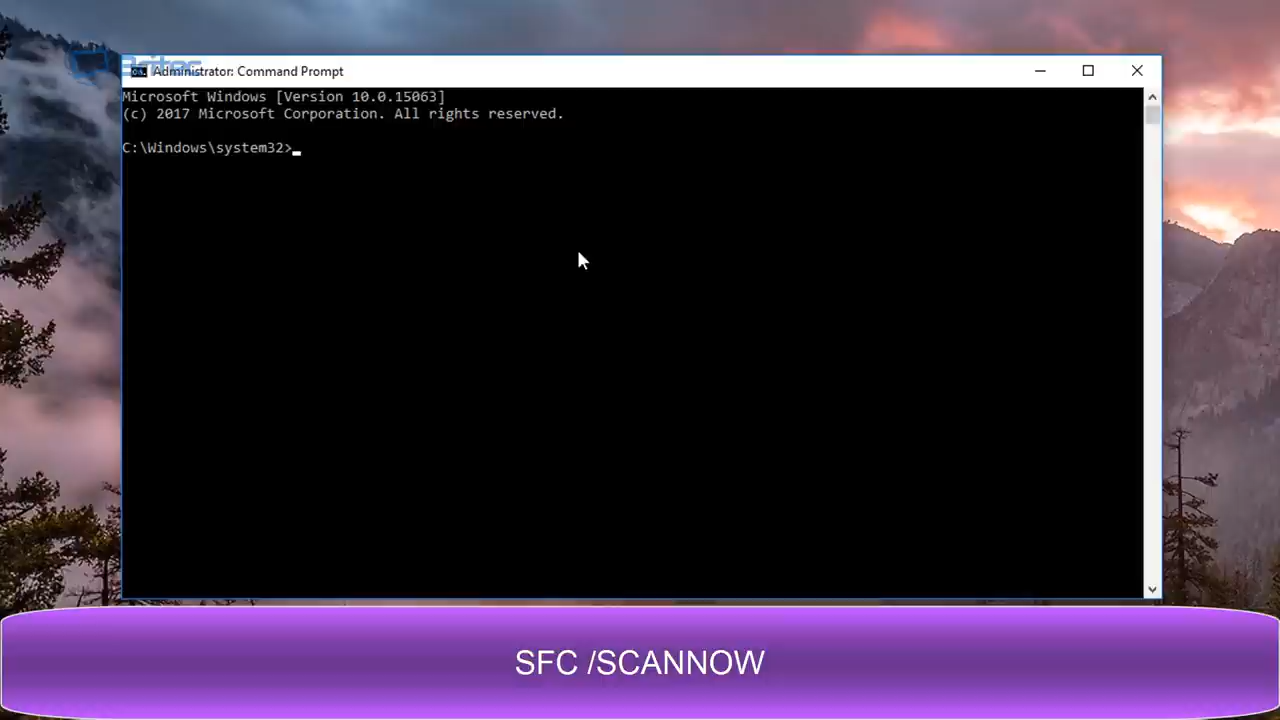 Britec
Administrator: Command Prompt
Microsoft Windows [Version 10.0.15063]
(c) 2017 Microsoft Corporation. All rights reserved.
C:\Windows\system32>
SFC /SCANNOW